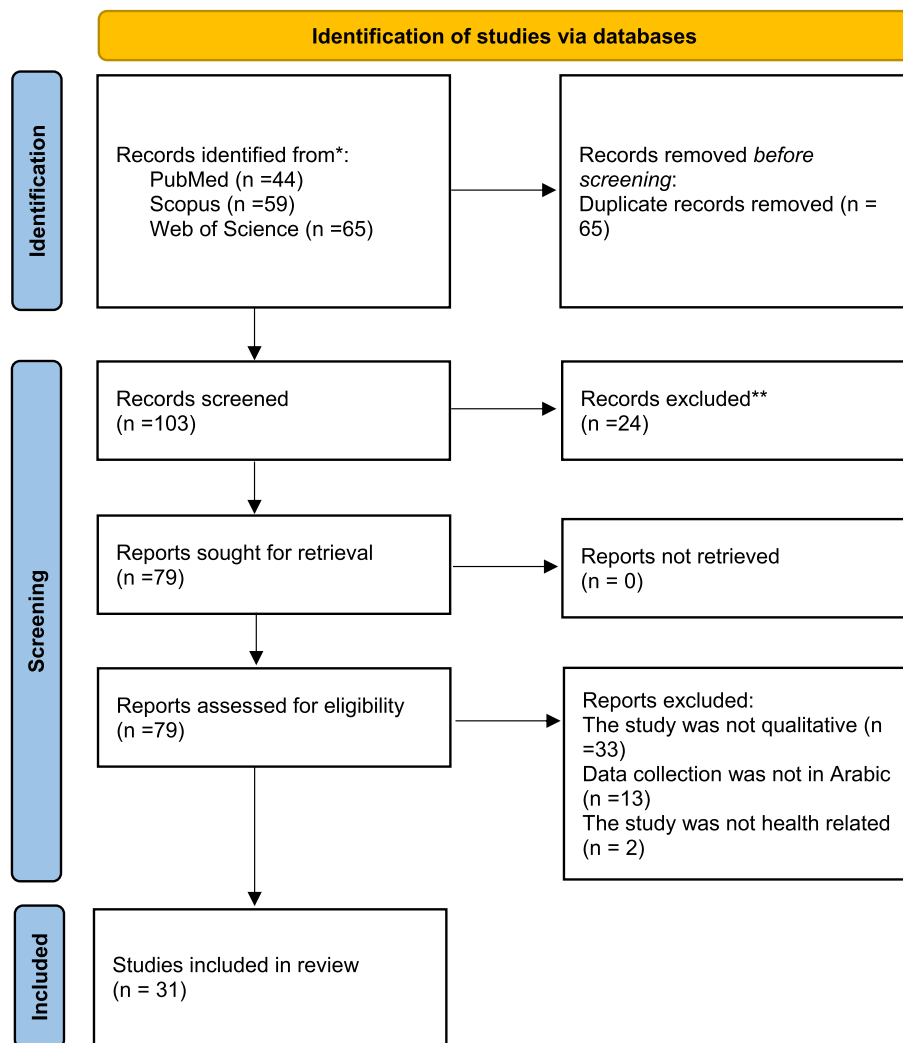 Identification of studies via databases
Identification
Records identified from*:
PubMed (n =44)
Scopus (n =59)
Web of Science (n =65)
Records removed before
screening:
Duplicate records removed (n =
65)
Screening
Records screened
(n =103)
Records excluded**
(n =24)
Reports sought for retrieval
(n =79)
Reports not retrieved
(n = 0)
Reports assessed for eligibility
(n =79)
Reports excluded:
The study was not qualitative (n
=33)
Data collection was not in Arabic
(n =13)
The study was not health related
(n = 2)
Included
Studies included in review
(n = 31)